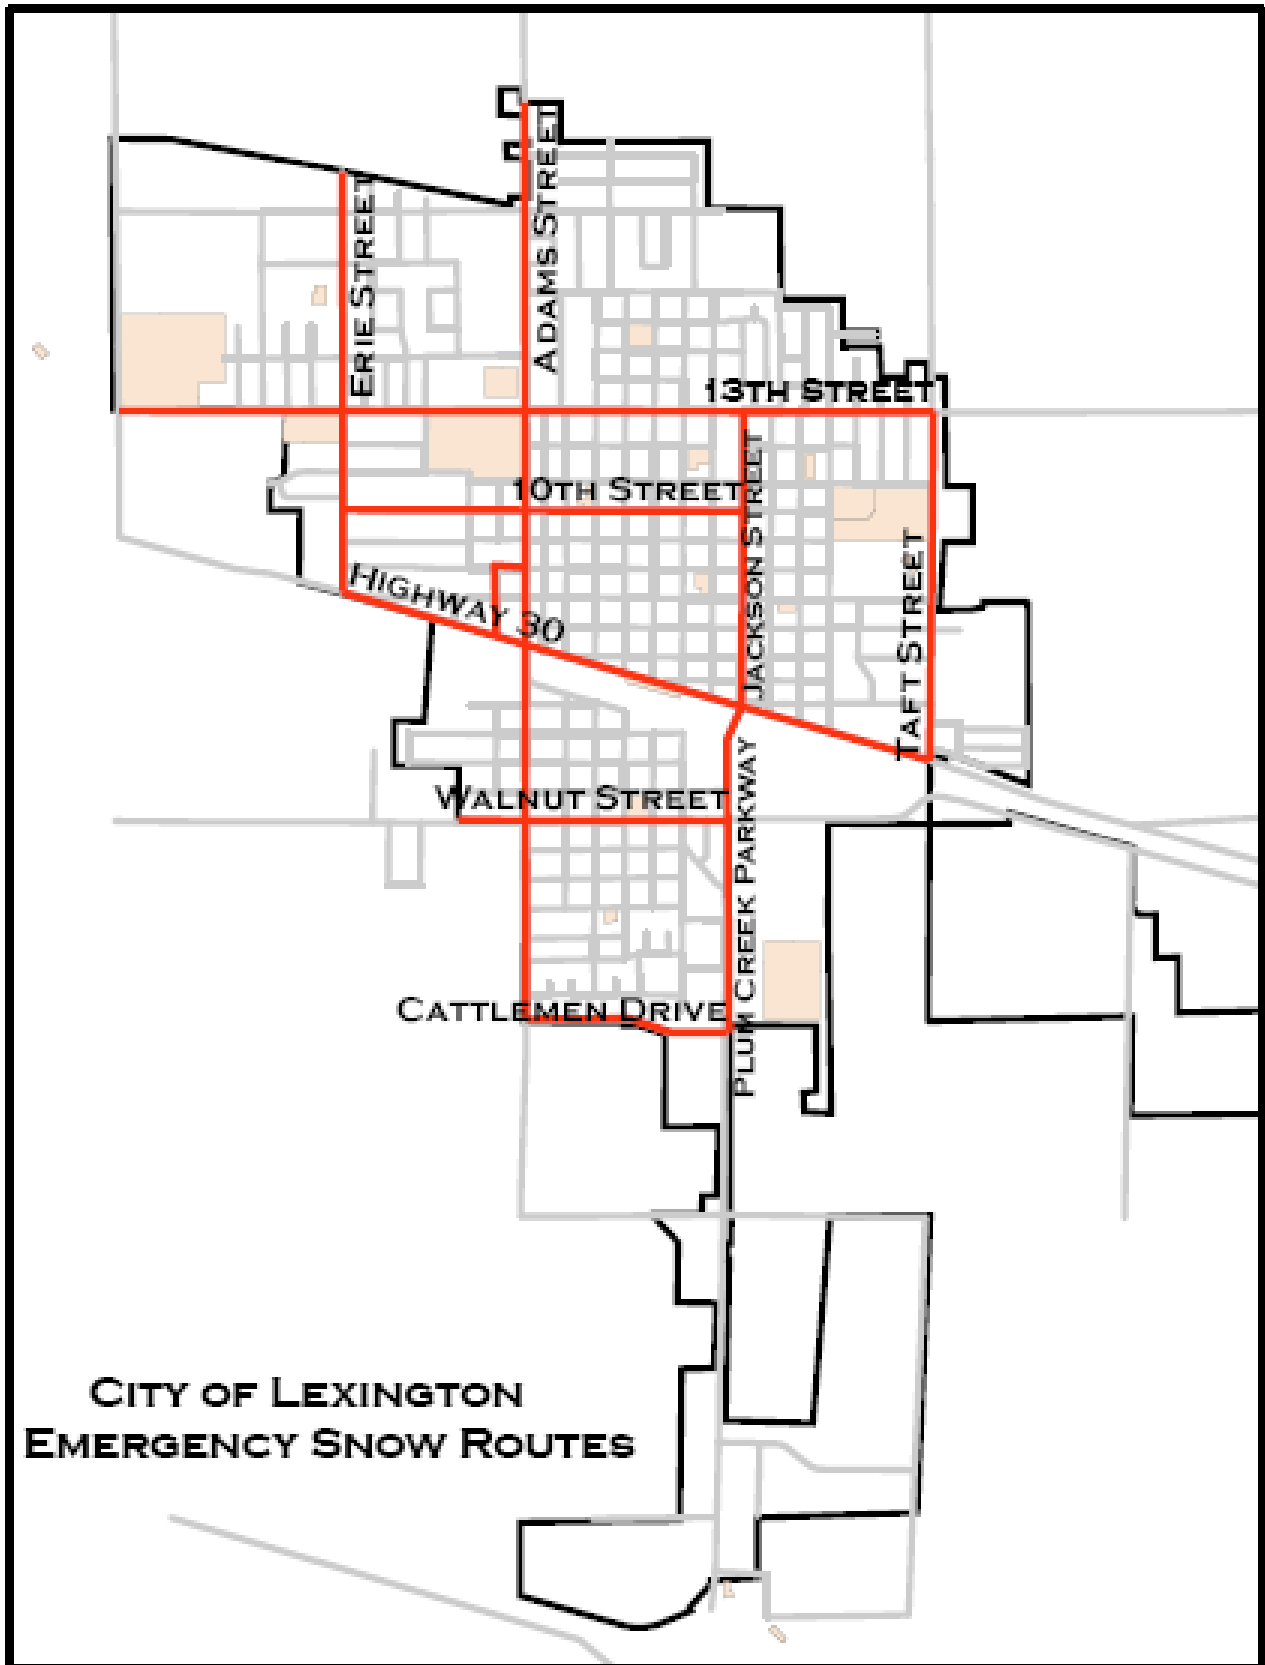 ADAMS STREET
ERIE STREET
13TH STREET
10TH STREET
JACKSON STREET
HIGHWAY 30
TAFT STREET
WALNUT STREET
PLUM CREEK PARKWAY
CATTLEMEN DRIVE
CITY OF LEXINGTON
EMERGENCY SNOW ROUTES